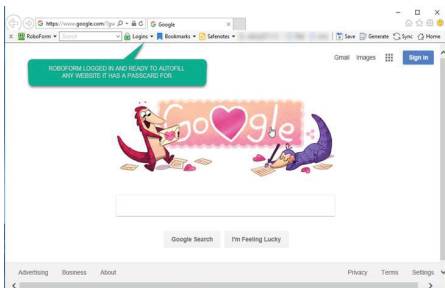 https://www.google.com/?gw
Google
RoboForm Search Logins Bookmarks Safenotes Save Generate Sync Home
ROBOFORM LOGGED IN AND READY TO AUTOFILL
ANY WEBSITE IT HAS A PASSCARD FOR
Gmail Images Sign in
Google
Google Search I'm Feeling Lucky
Advertising Business About Privacy Terms Settings